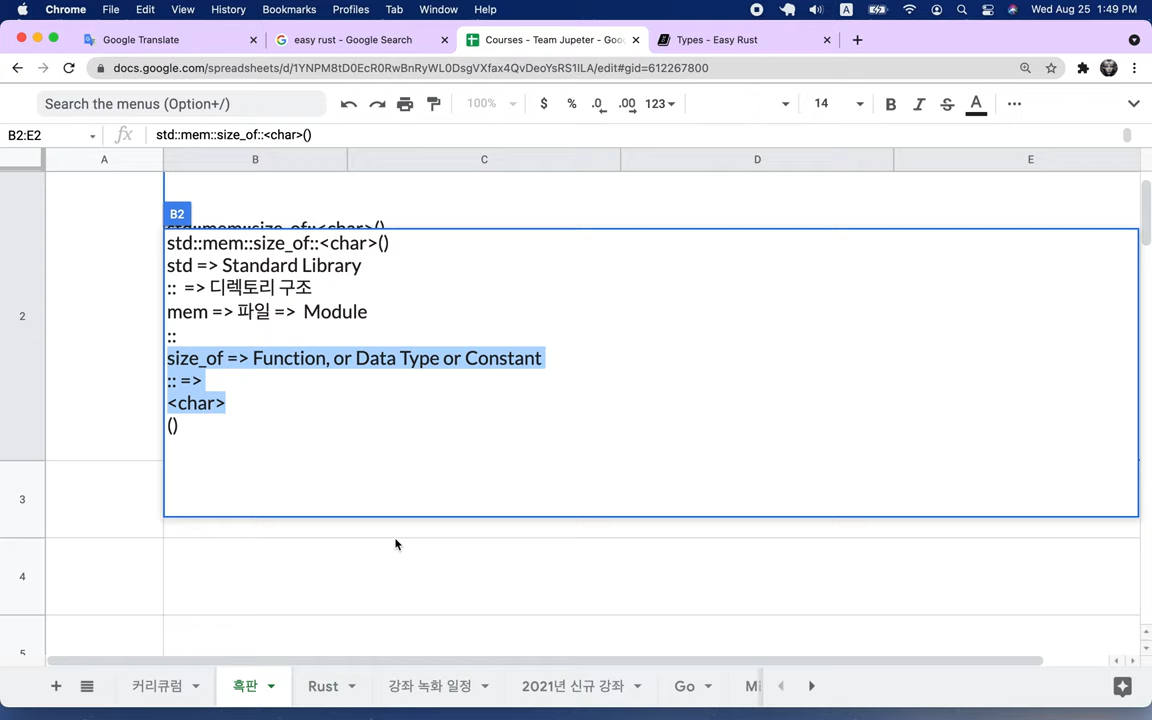 Chrome File Edit View History Bookmarks Profiles Tab Window Help A Wed Aug 25 1:49 PM
Google Translate easy rust - Google Search Courses - Team Jupeter - Goo Types - Easy Rust
docs.google.com/spreadsheets/d/1YNPM8tD0EcR0RwBnRyWL0DsgVXfax4QvDeoYsRS1ILA/edit#gid=612267800
Search the menus (Option+/) 100% $ % .0 .00 123 14 B I S A
B2:E2 fx std::mem::size_of::<char>()
A B C D E
B2
std::mem::size_of::<char>()
std::mem::size_of::<char>()
std => Standard Library
:: => 디렉토리 구조
mem => 파일 => Module
2
::
size_of => Function, or Data Type or Constant
:: =>
<char>
()
3
4
5
커리큘럼 흑판 Rust 강좌 녹화 일정 2021년 신규 강좌 Go Mi